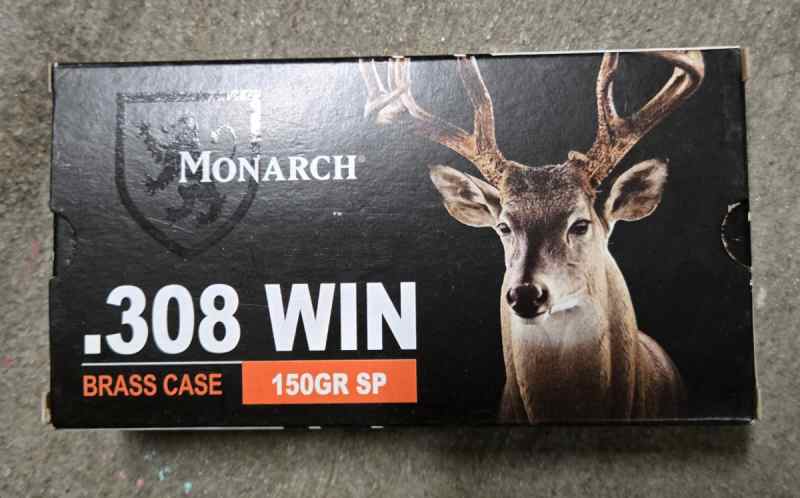 MONARCH®
.308 WIN
BRASS CASE 150GR SP